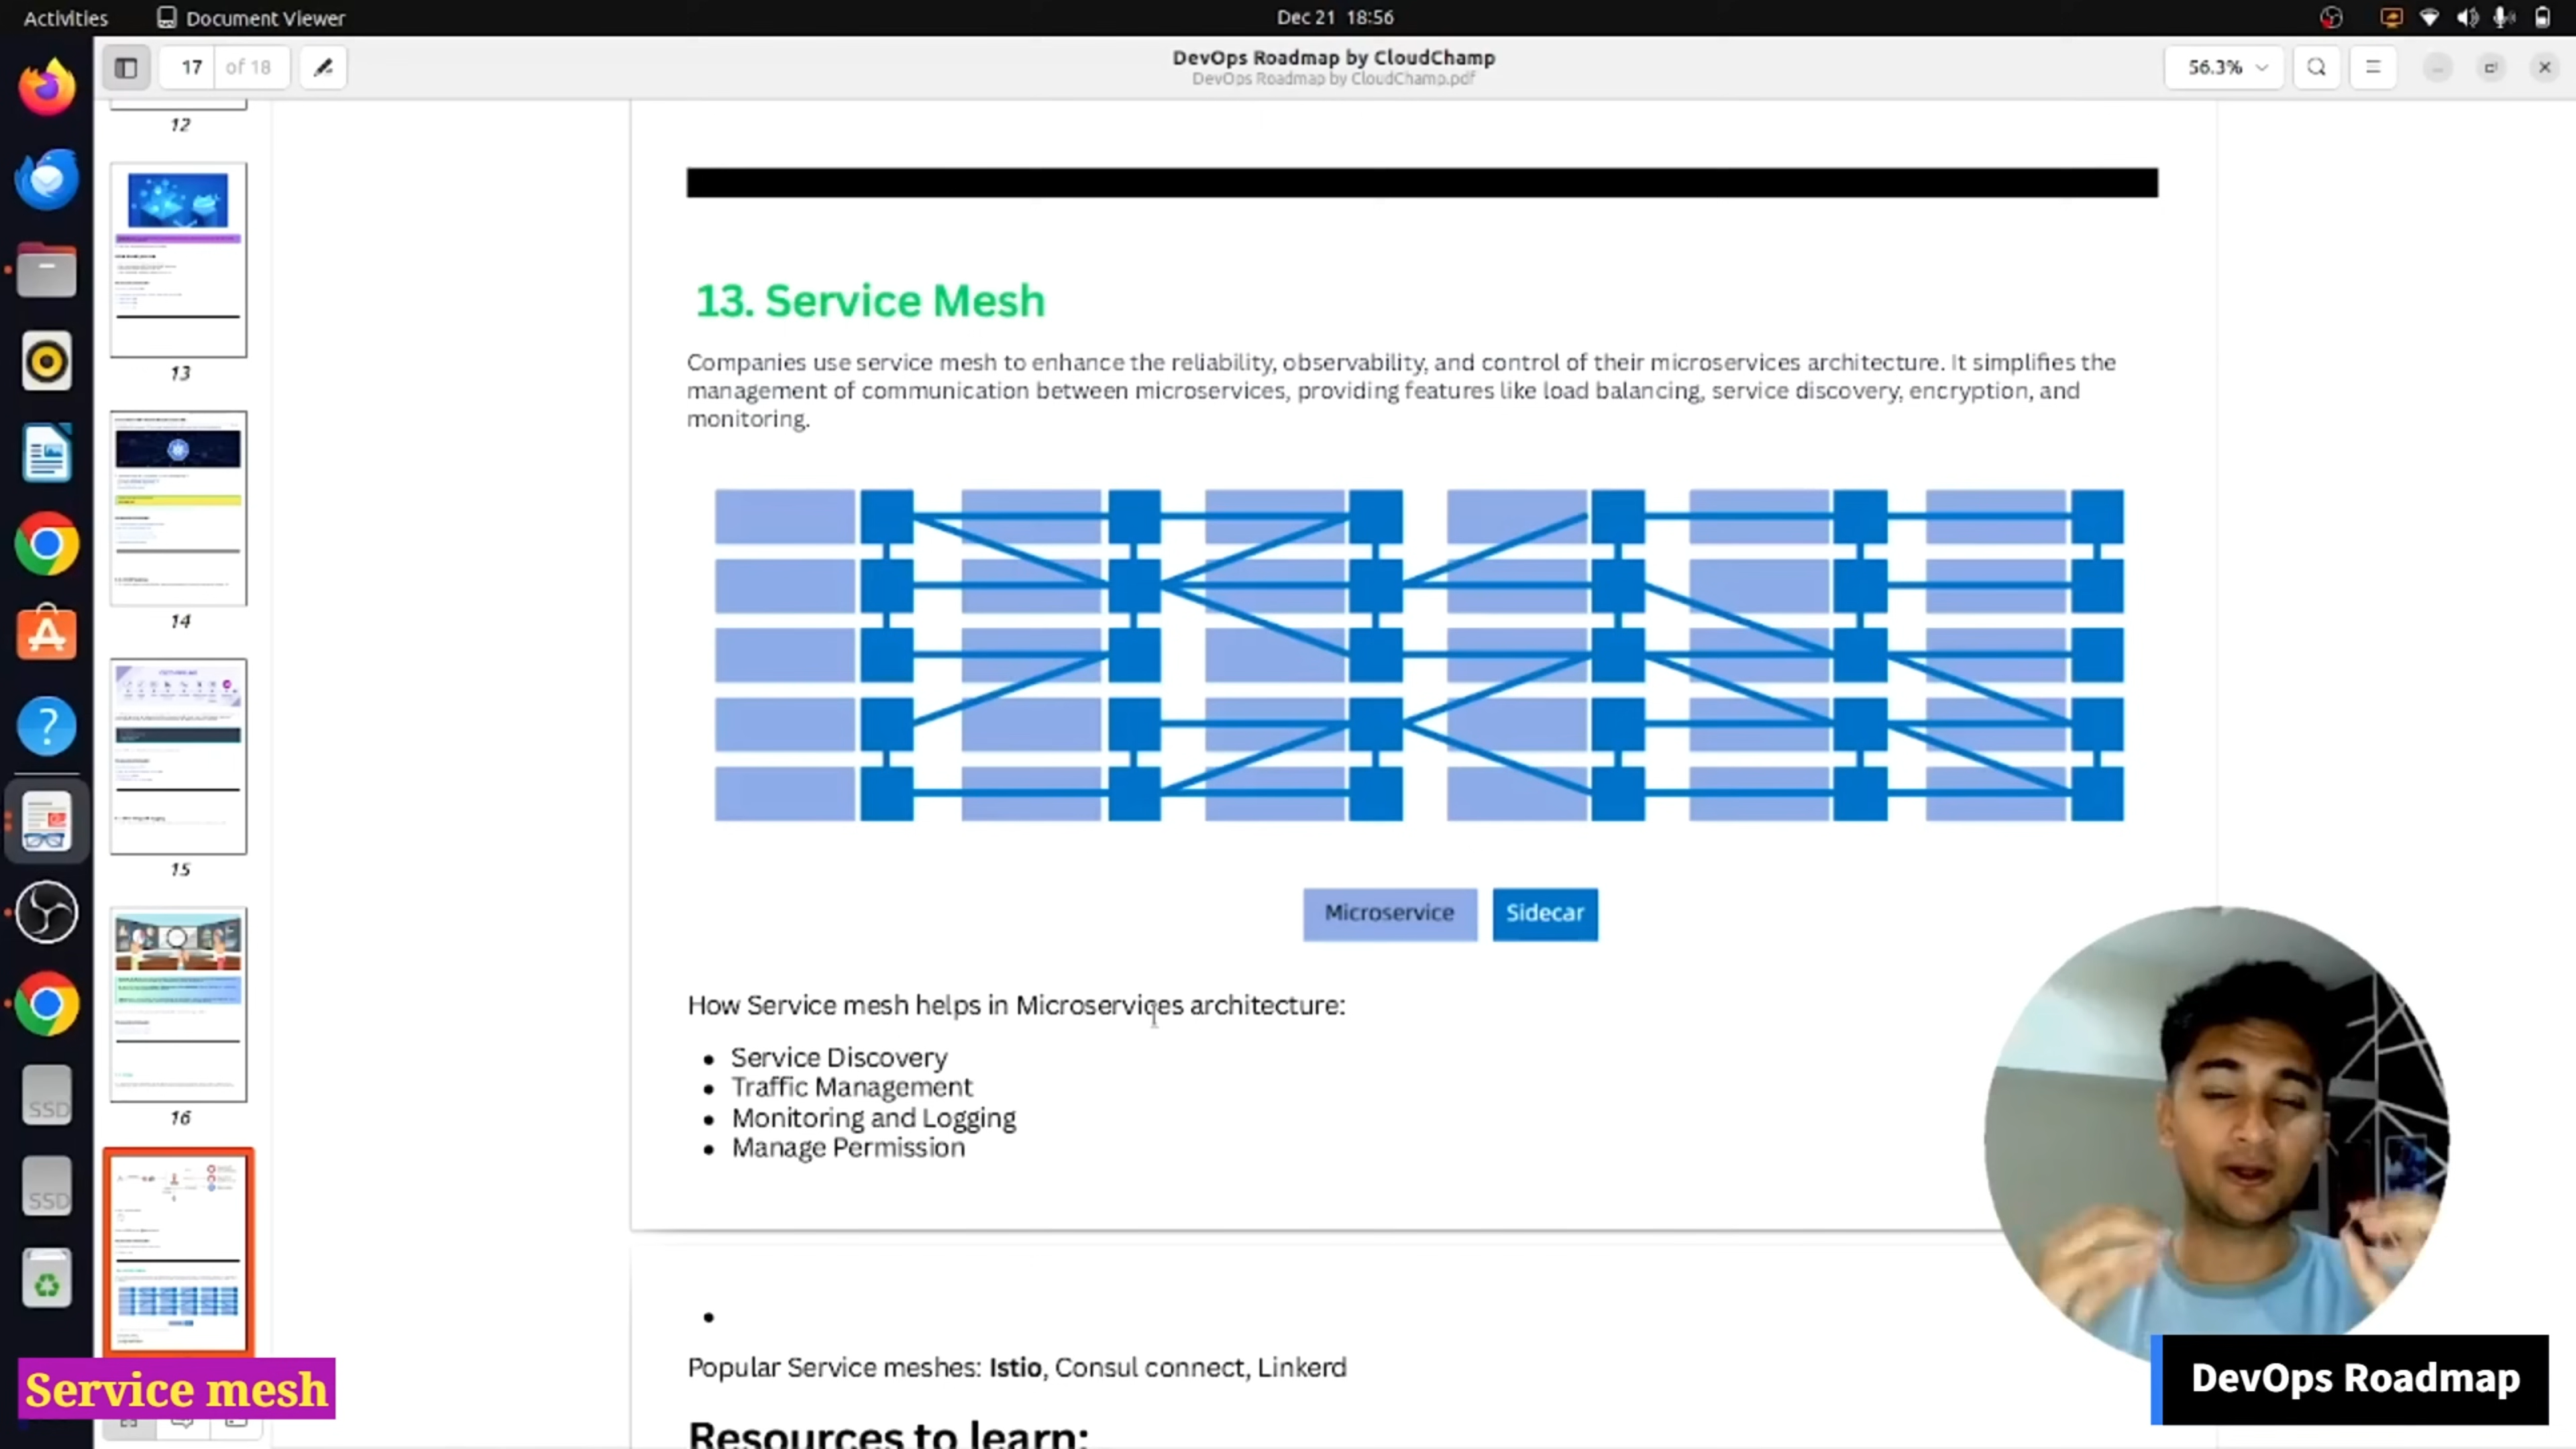 Activities
Document Viewer
Dec 21 18:56
17 of 18
DevOps Roadmap by CloudChamp
DevOps Roadmap by CloudChamp.pdf
56.3%
12
13
14
15
16
SSD
SSD
13. Service Mesh
Companies use service mesh to enhance the reliability, observability, and control of their microservices architecture. It simplifies the
management of communication between microservices, providing features like load balancing, service discovery, encryption, and
monitoring.
Microservice
Sidecar
How Service mesh helps in Microservices architecture:
• Service Discovery
• Traffic Management
• Monitoring and Logging
• Manage Permission
•
Popular Service meshes: Istio, Consul connect, Linkerd
Resources to learn:
Service mesh
DevOps Roadmap